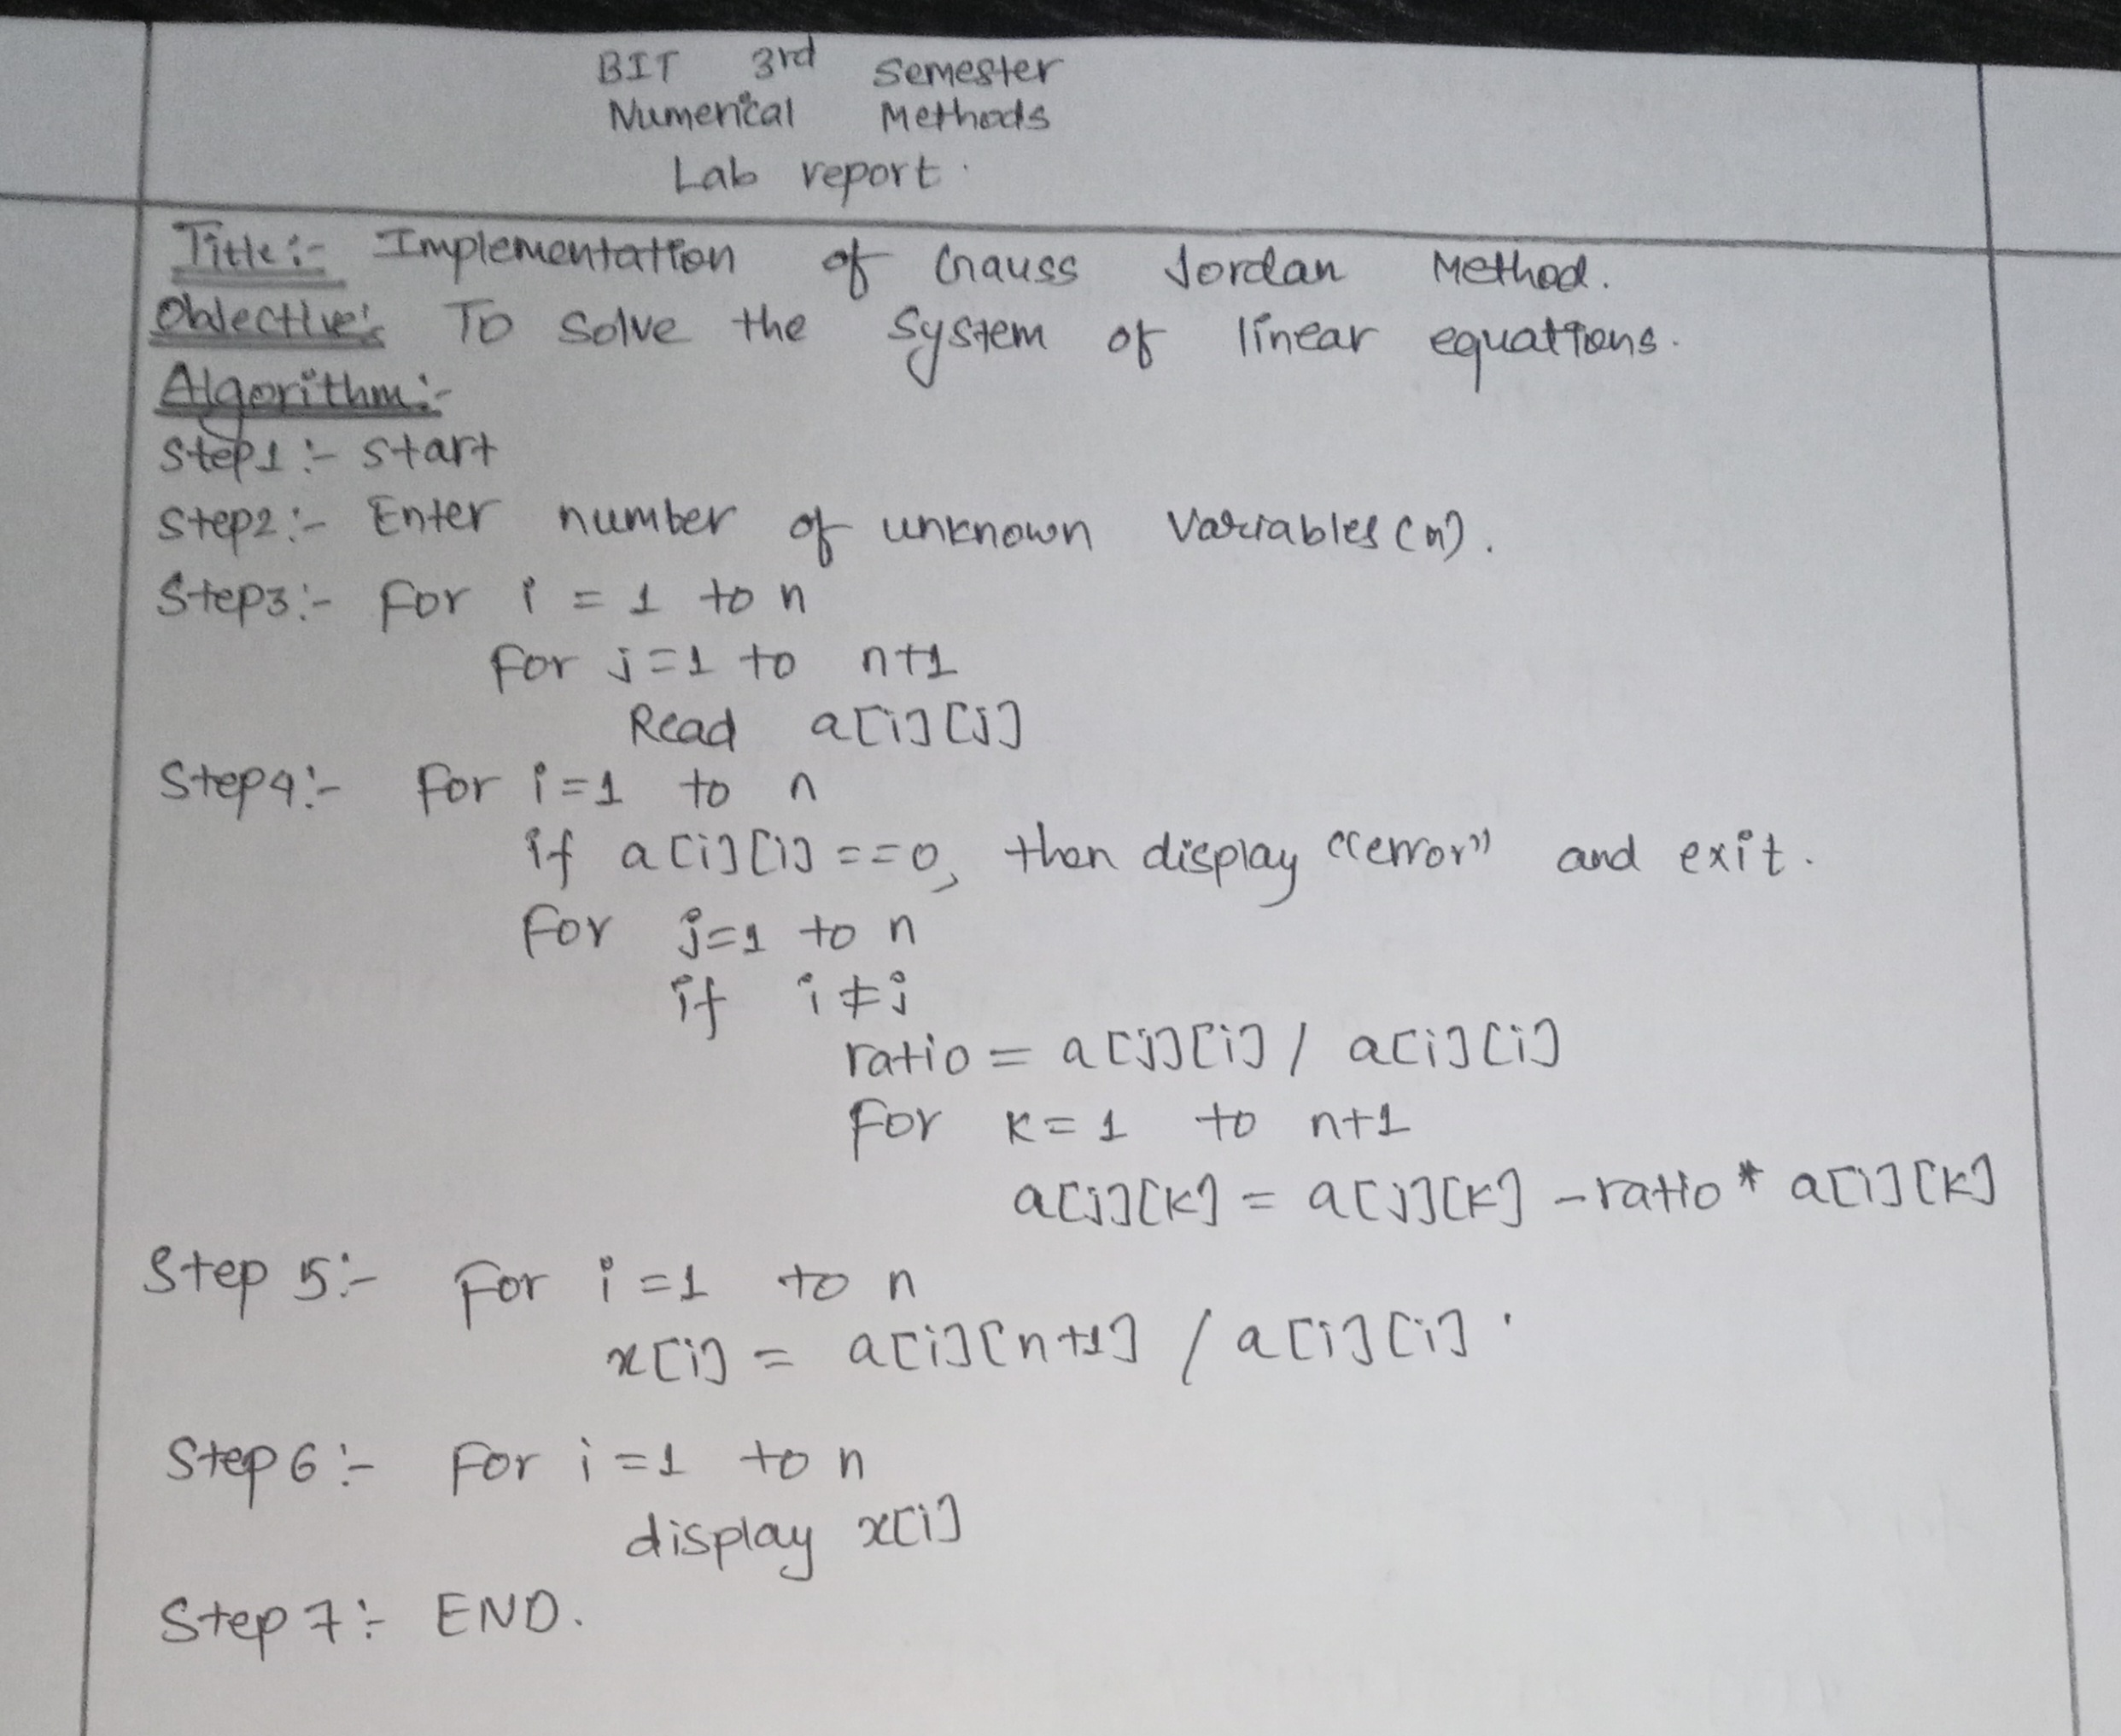 BIT 3rd Semester
Numerical Methods
Lab report.
Title:- Implementation of Gauss Jordan Method.
Objective:- To solve the system of linear equations.
Algorithm:-
Step1:- start
Step2:- Enter number of unknown variables (n).
Step3:- For i = 1 to n
For j=1 to n+1
Read a[i][j]
Step4:- For i=1 to n
if a[i][i] ==0, then display "error" and exit.
For j=1 to n
if i≠j
ratio = a[j][i] / a[i][i]
For k=1 to n+1
a[j][k] = a[j][k] - ratio * a[i][k]
Step 5:- For i=1 to n
x[i] = a[i][n+1] / a[i][i].
Step 6:- For i=1 to n
display x[i]
Step 7:- END.